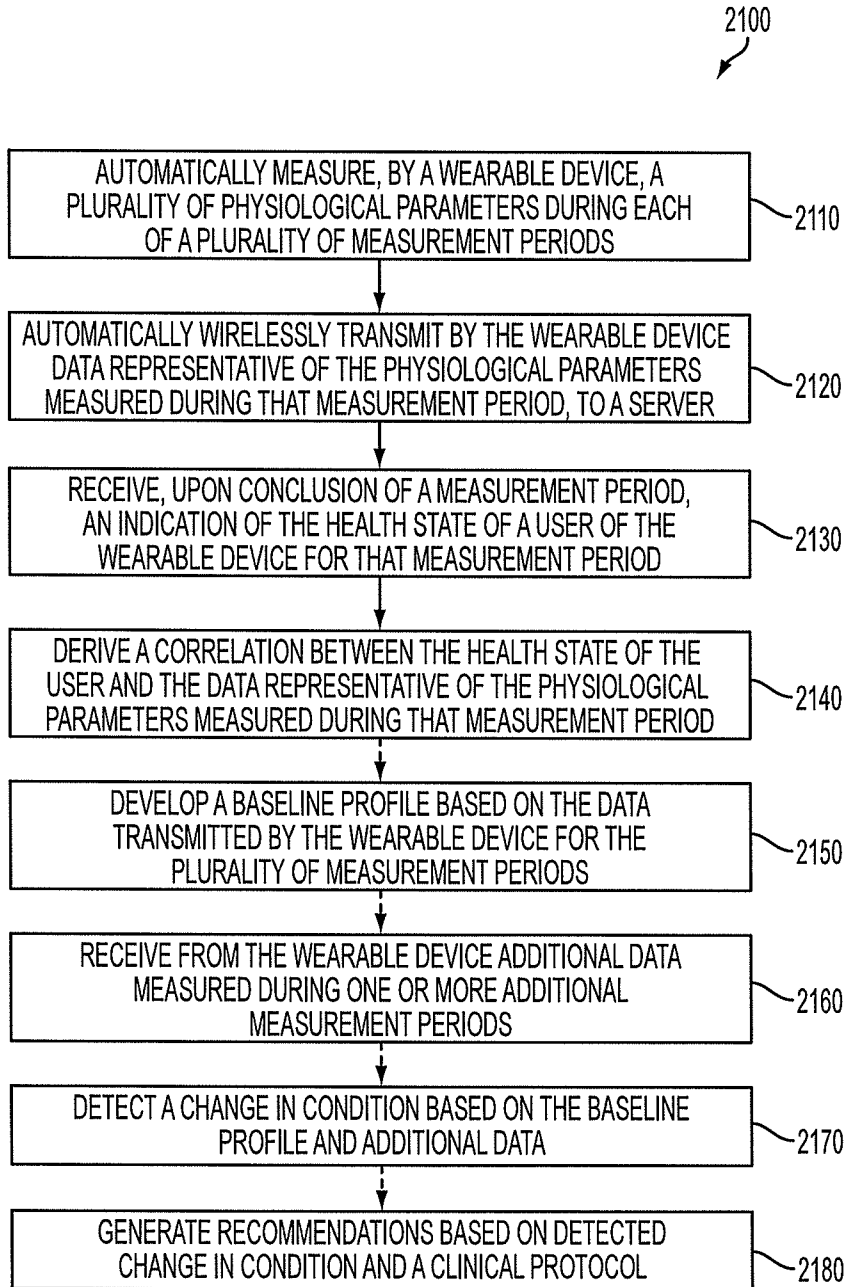 2100
AUTOMATICALLY MEASURE, BY A WEARABLE DEVICE, A
PLURALITY OF PHYSIOLOGICAL PARAMETERS DURING EACH
OF A PLURALITY OF MEASUREMENT PERIODS
2110
AUTOMATICALLY WIRELESSLY TRANSMIT BY THE WEARABLE DEVICE
DATA REPRESENTATIVE OF THE PHYSIOLOGICAL PARAMETERS
MEASURED DURING THAT MEASUREMENT PERIOD, TO A SERVER
2120
RECEIVE, UPON CONCLUSION OF A MEASUREMENT PERIOD,
AN INDICATION OF THE HEALTH STATE OF A USER OF THE
WEARABLE DEVICE FOR THAT MEASUREMENT PERIOD
2130
DERIVE A CORRELATION BETWEEN THE HEALTH STATE OF THE
USER AND THE DATA REPRESENTATIVE OF THE PHYSIOLOGICAL
PARAMETERS MEASURED DURING THAT MEASUREMENT PERIOD
2140
DEVELOP A BASELINE PROFILE BASED ON THE DATA
TRANSMITTED BY THE WEARABLE DEVICE FOR THE
PLURALITY OF MEASUREMENT PERIODS
2150
RECEIVE FROM THE WEARABLE DEVICE ADDITIONAL DATA
MEASURED DURING ONE OR MORE ADDITIONAL
MEASUREMENT PERIODS
2160
DETECT A CHANGE IN CONDITION BASED ON THE BASELINE
PROFILE AND ADDITIONAL DATA
2170
GENERATE RECOMMENDATIONS BASED ON DETECTED
CHANGE IN CONDITION AND A CLINICAL PROTOCOL
2180